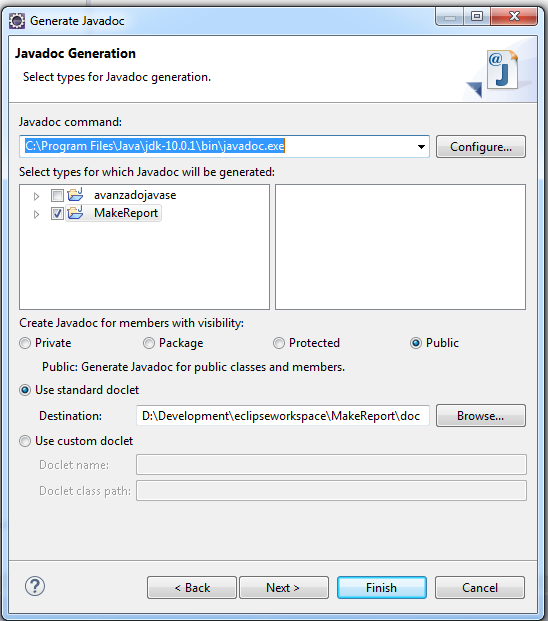 Generate Javadoc
Javadoc Generation
Select types for Javadoc generation.
@
J
Javadoc command:
C:\Program Files\Java\jdk-10.0.1\bin\javadoc.exe
Configure...
Select types for which Javadoc will be generated:
avanzadojavase
MakeReport
Create Javadoc for members with visibility:
Private Package Protected Public
Public: Generate Javadoc for public classes and members.
Use standard doclet
Destination: D:\Development\eclipseworkspace\MakeReport\doc Browse...
Use custom doclet
Doclet name:
Doclet class path:
? < Back Next > Finish Cancel